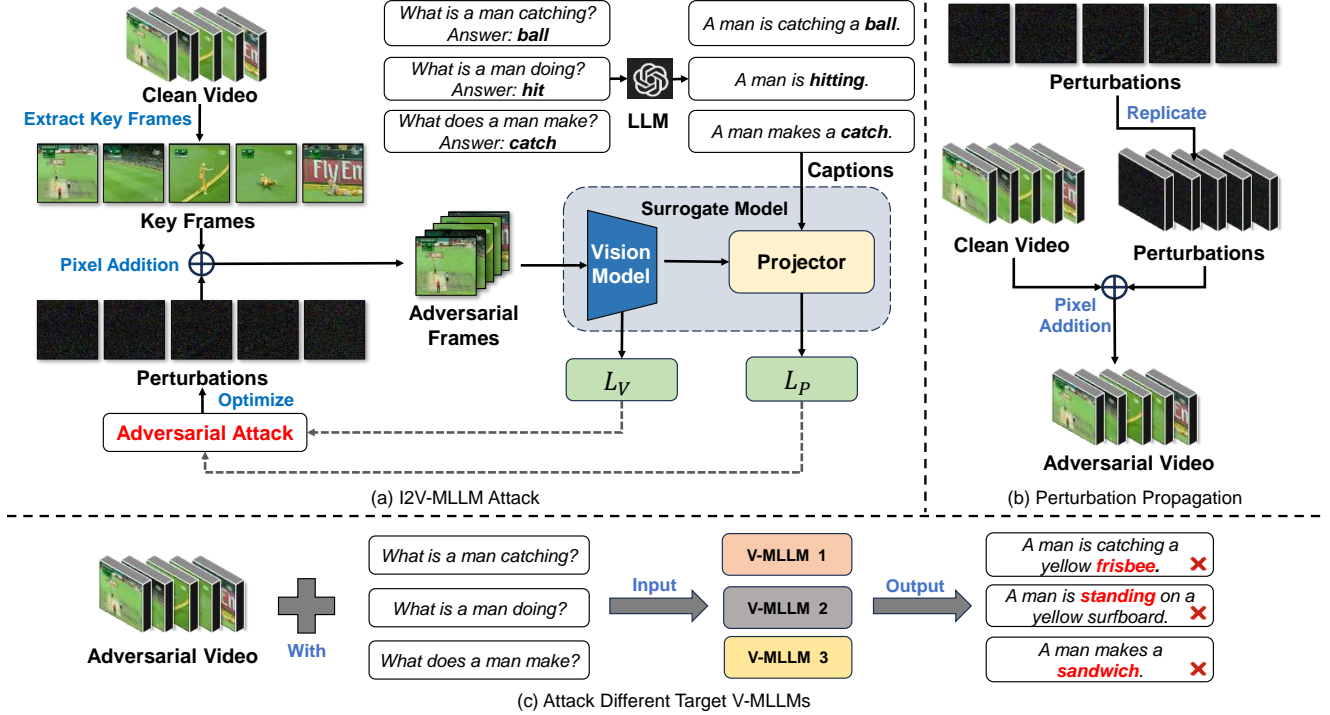 Clean Video
Extract Key Frames
Key Frames
Pixel Addition
Perturbations
Optimize
Adversarial Attack
What is a man catching?
Answer: ball
What is a man doing?
Answer: hit
What does a man make?
Answer: catch
LLM
A man is catching a ball.
A man is hitting.
A man makes a catch.
Captions
Surrogate Model
Vision
Model
Projector
Adversarial
Frames
L_V
L_P
(a) I2V-MLLM Attack
Perturbations
Replicate
Clean Video
Perturbations
Pixel
Addition
Adversarial Video
(b) Perturbation Propagation
Adversarial Video
With
What is a man catching?
What is a man doing?
What does a man make?
Input
V-MLLM 1
V-MLLM 2
V-MLLM 3
Output
A man is catching a
yellow frisbee.
A man is standing on a
yellow surfboard.
A man makes a
sandwich.
(c) Attack Different Target V-MLLMs